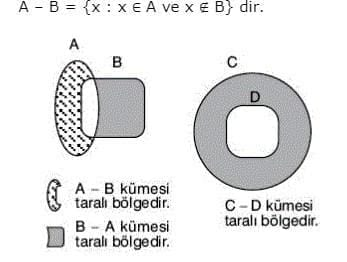 A – B = {x : x ∈ A ve x ∉ B} dir.
A
B
C
D
A – B kümesi
taralı bölgedir.
B – A kümesi
taralı bölgedir.
C – D kümesi
taralı bölgedir.